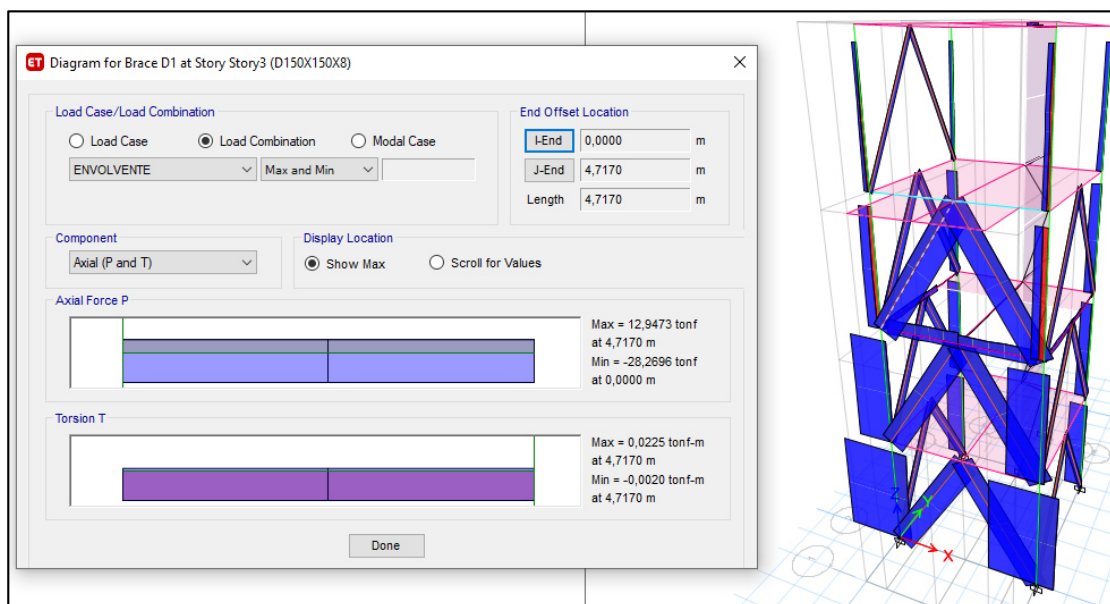 ET Diagram for Brace D1 at Story Story3 (D150X150X8)
Load Case/Load Combination
Load Case Load Combination Modal Case
ENVOLVENTE Max and Min
End Offset Location
I-End 0,0000 m
J-End 4,7170 m
Length 4,7170 m
Component
Axial (P and T)
Display Location
Show Max Scroll for Values
Axial Force P
Max = 12,9473 tonf
at 4,7170 m
Min = -28,2696 tonf
at 0,0000 m
Torsion T
Max = 0,0225 tonf-m
at 4,7170 m
Min = -0,0020 tonf-m
at 4,7170 m
Done
Z
Y
X